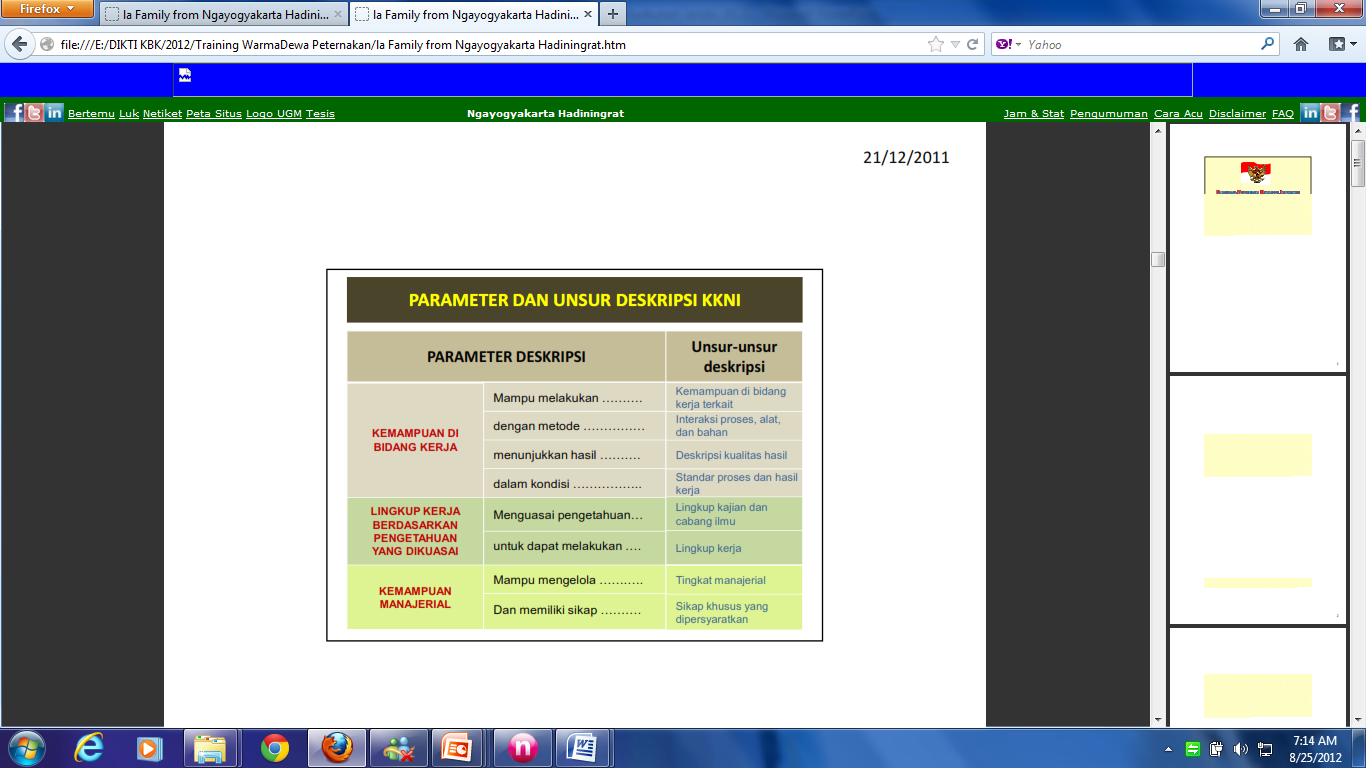 Firefox
Ia Family from Ngayogyakarta Hadini...
Ia Family from Ngayogyakarta Hadini...
file:///E:/DIKTI KBK/2012/Training WarmaDewa Peternakan/Ia Family from Ngayogyakarta Hadiningrat.htm
Yahoo
Bertemu Luk Netiket Peta Situs Logo UGM Tesis
Ngayogyakarta Hadiningrat
Jam & Stat Pengumuman Cara Acu Disclaimer FAQ
21/12/2011
PARAMETER DAN UNSUR DESKRIPSI KKNI
PARAMETER DESKRIPSI
Unsur-unsur
deskripsi
KEMAMPUAN DI
BIDANG KERJA
Mampu melakukan ……….
Kemampuan di bidang
kerja terkait
dengan metode ……………
Interaksi proses, alat,
dan bahan
menunjukkan hasil ……….
Deskripsi kualitas hasil
dalam kondisi ……………..
Standar proses dan hasil
kerja
LINGKUP KERJA
BERDASARKAN
PENGETAHUAN
YANG DIKUASAI
Menguasai pengetahuan…
Lingkup kajian dan
cabang ilmu
untuk dapat melakukan ….
Lingkup kerja
KEMAMPUAN
MANAJERIAL
Mampu mengelola ………..
Tingkat manajerial
Dan memiliki sikap ……….
Sikap khusus yang
dipersyaratkan
7:14 AM
8/25/2012